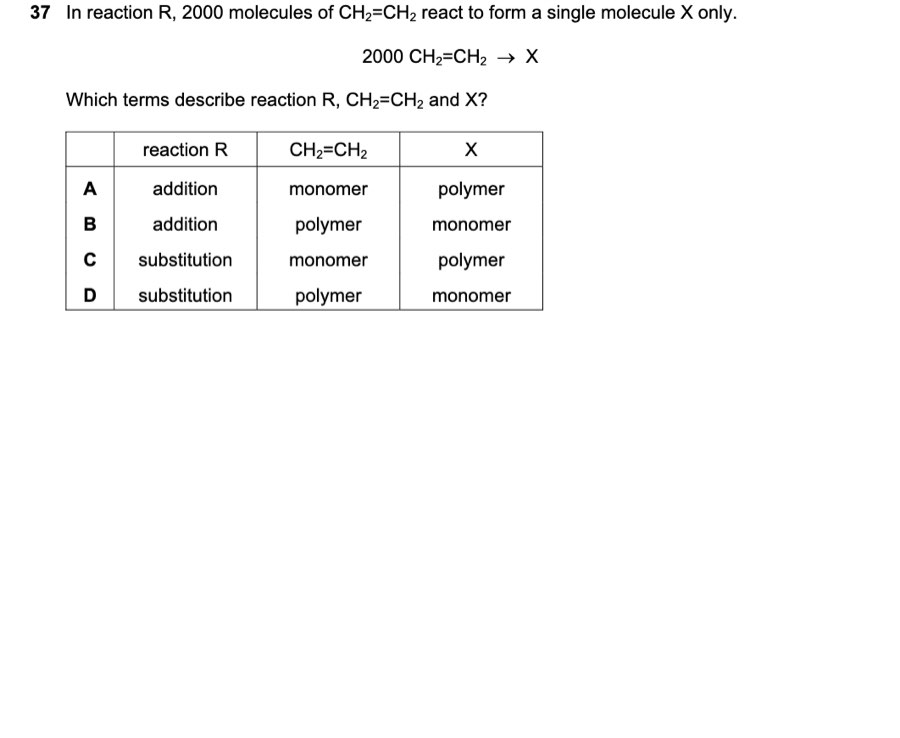 37 In reaction R, 2000 molecules of CH₂=CH₂ react to form a single molecule X only.
2000 CH₂=CH₂ → X
Which terms describe reaction R, CH₂=CH₂ and X?
reaction R CH₂=CH₂ X
A addition monomer polymer
B addition polymer monomer
C substitution monomer polymer
D substitution polymer monomer